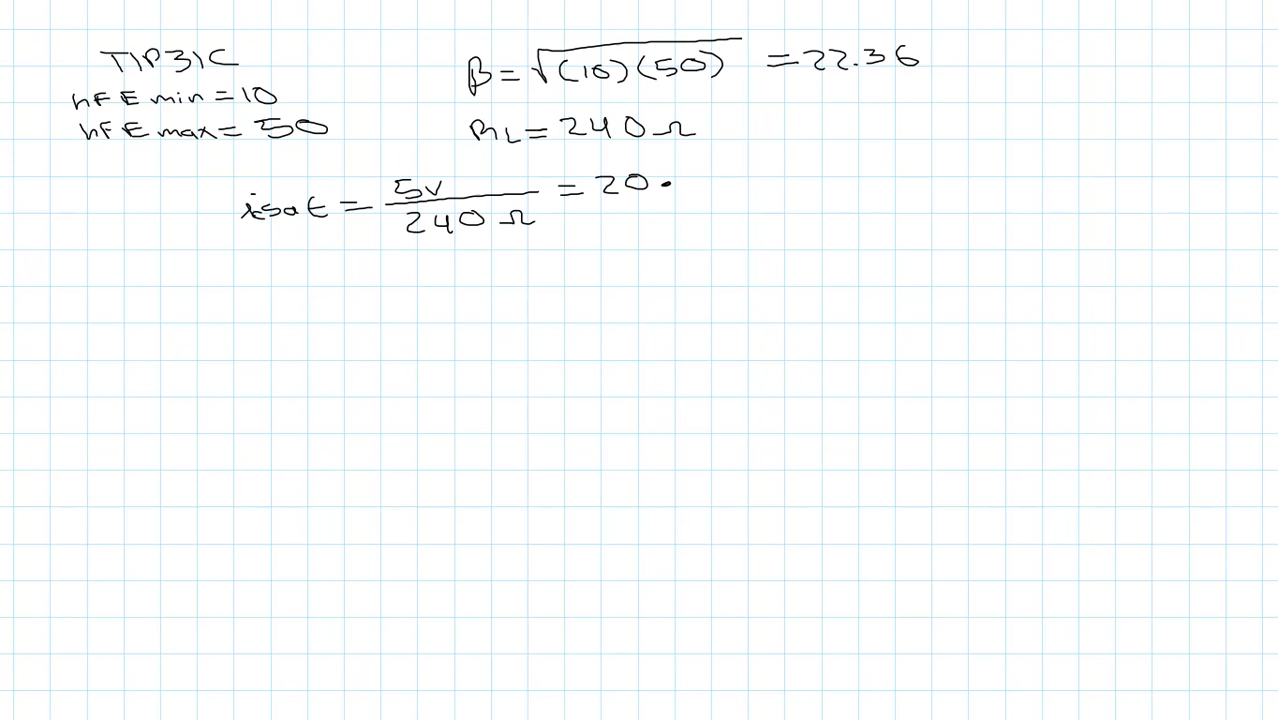 TIP31C
hFE min = 10
hFE max = 50
β = √(10)(50) = 22.36
RL = 240 Ω
isat = 5v / 240 Ω = 20.